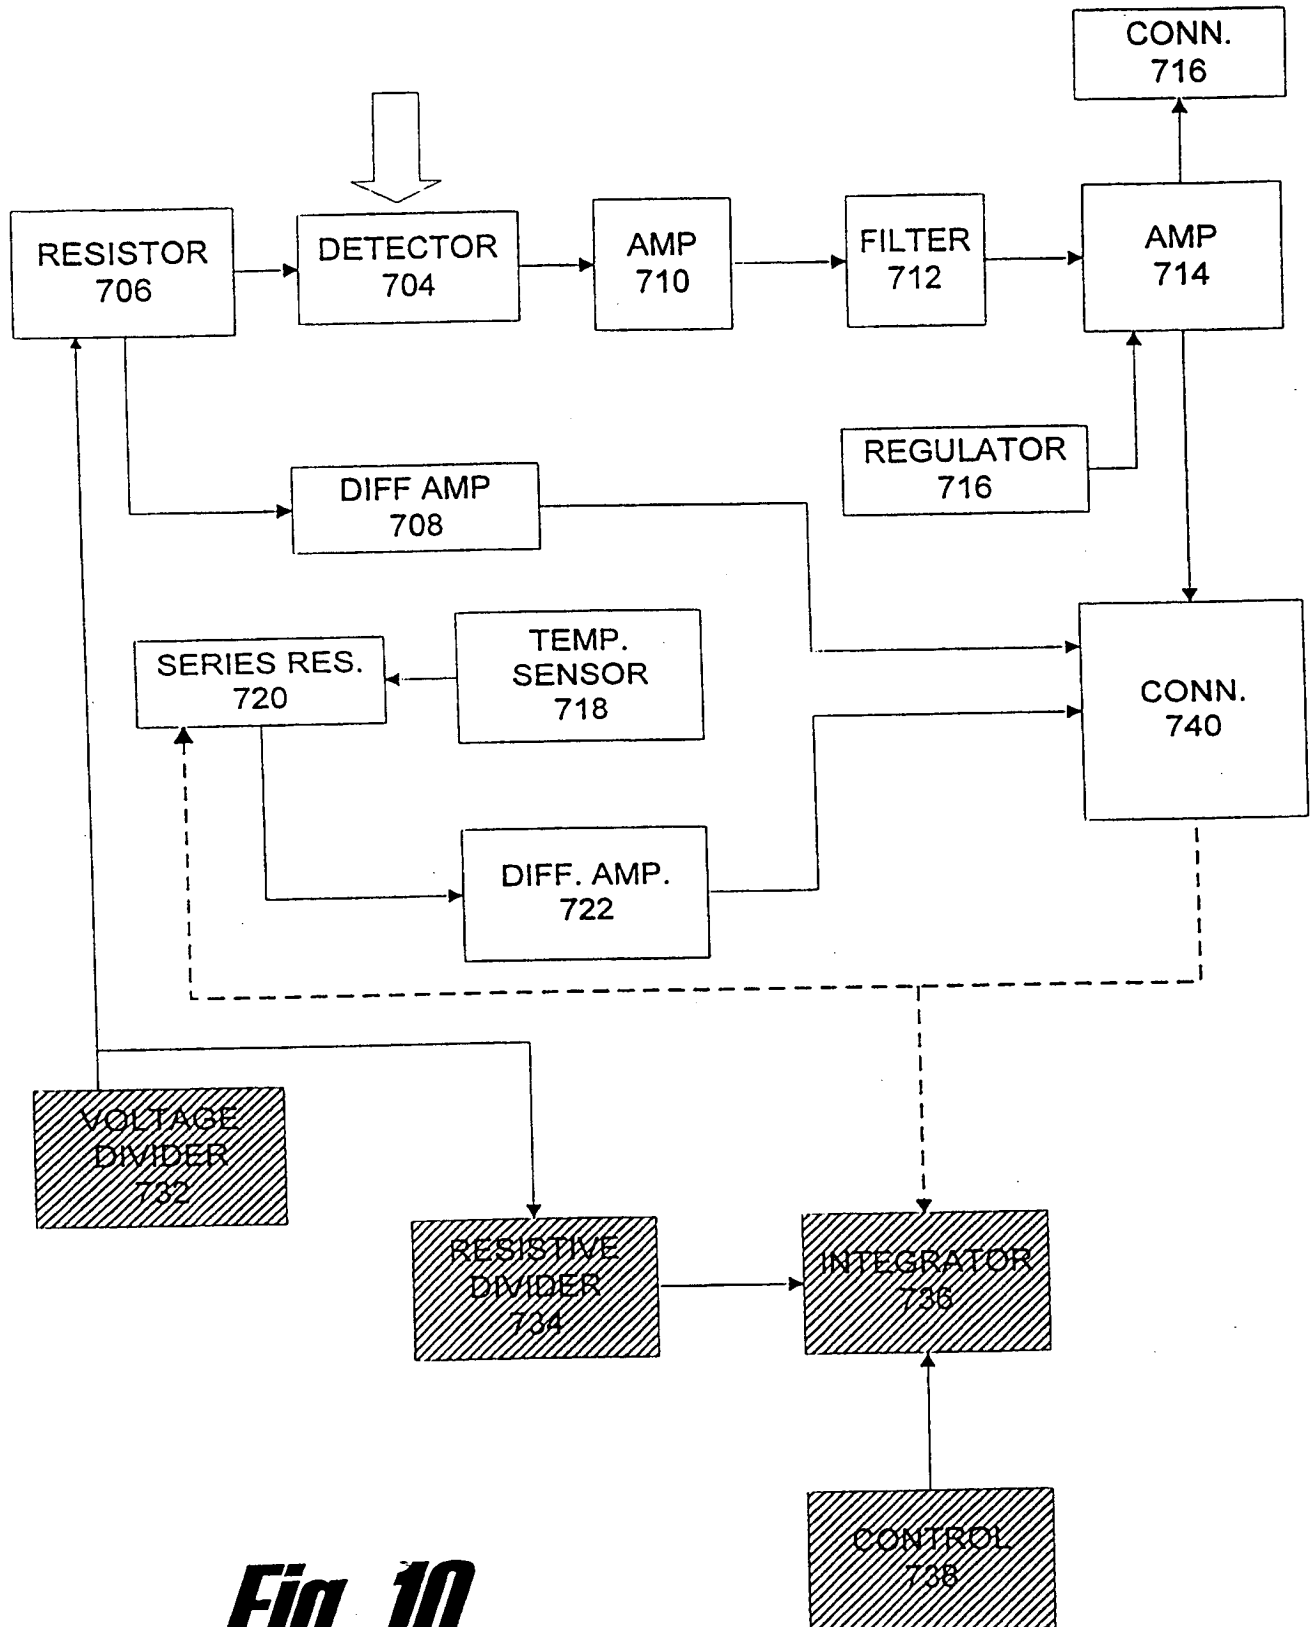 CONN.
716
RESISTOR
706
DETECTOR
704
AMP
710
FILTER
712
AMP
714
REGULATOR
716
DIFF AMP
708
TEMP.
SENSOR
718
SERIES RES.
720
CONN.
740
DIFF. AMP.
722
VOLTAGE
DIVIDER
732
RESISTIVE
DIVIDER
734
INTEGRATOR
736
CONTROL
738
Fig 10